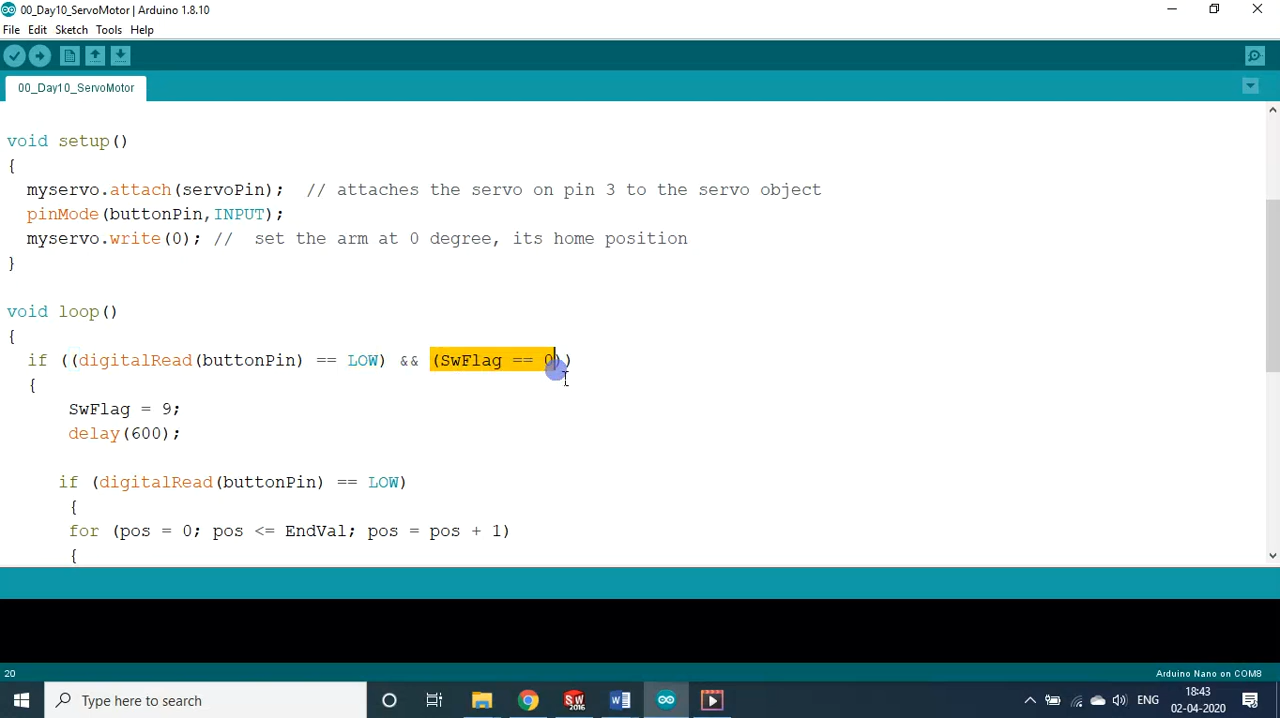 00_Day10_ServoMotor | Arduino 1.8.10
File Edit Sketch Tools Help
00_Day10_ServoMotor
void setup()
{
myservo.attach(servoPin); // attaches the servo on pin 3 to the servo object
pinMode(buttonPin,INPUT);
myservo.write(0); // set the arm at 0 degree, its home position
}
void loop()
{
if ((digitalRead(buttonPin) == LOW) && (SwFlag == 0))
{
SwFlag = 9;
delay(600);
if (digitalRead(buttonPin) == LOW)
{
for (pos = 0; pos <= EndVal; pos = pos + 1)
{
20
Arduino Nano on COM8
Type here to search
SW
2016
ENG
18:43
02-04-2020